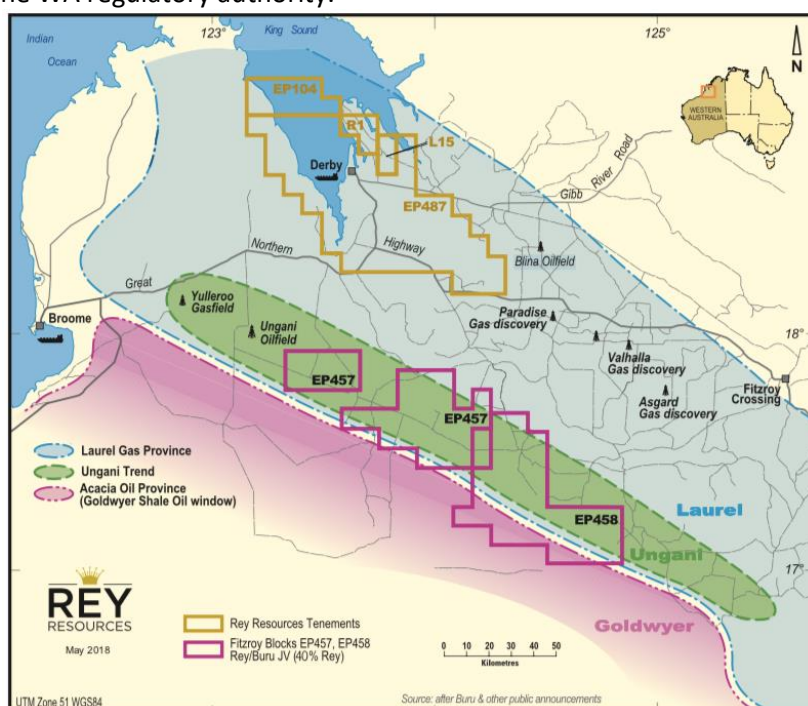 he WA regulatory authority.
Indian
Ocean
King Sound
123°
125°
N
WESTERN
AUSTRALIA
EP104
R1
L15
Derby
Gibb River Road
EP487
Great Northern Highway
Blina Oilfield
Yulleroo
Gasfield
Broome
Ungani
Oilfield
Paradise
Gas discovery
18°
Valhalla
Gas discovery
Fitzroy
Crossing
Asgard
Gas discovery
EP457
EP457
Laurel Gas Province
Ungani Trend
Acacia Oil Province
(Goldwyer Shale Oil window)
Laurel
EP458
Ungani
17°
Goldwyer
REY
RESOURCES
May 2018
Rey Resources Tenements
Fitzroy Blocks EP457, EP458
Rey/Buru JV (40% Rey)
0 10 20 30 40 50
Kilometres
UTM Zone 51 WGS84
Source: after Buru & other public announcements